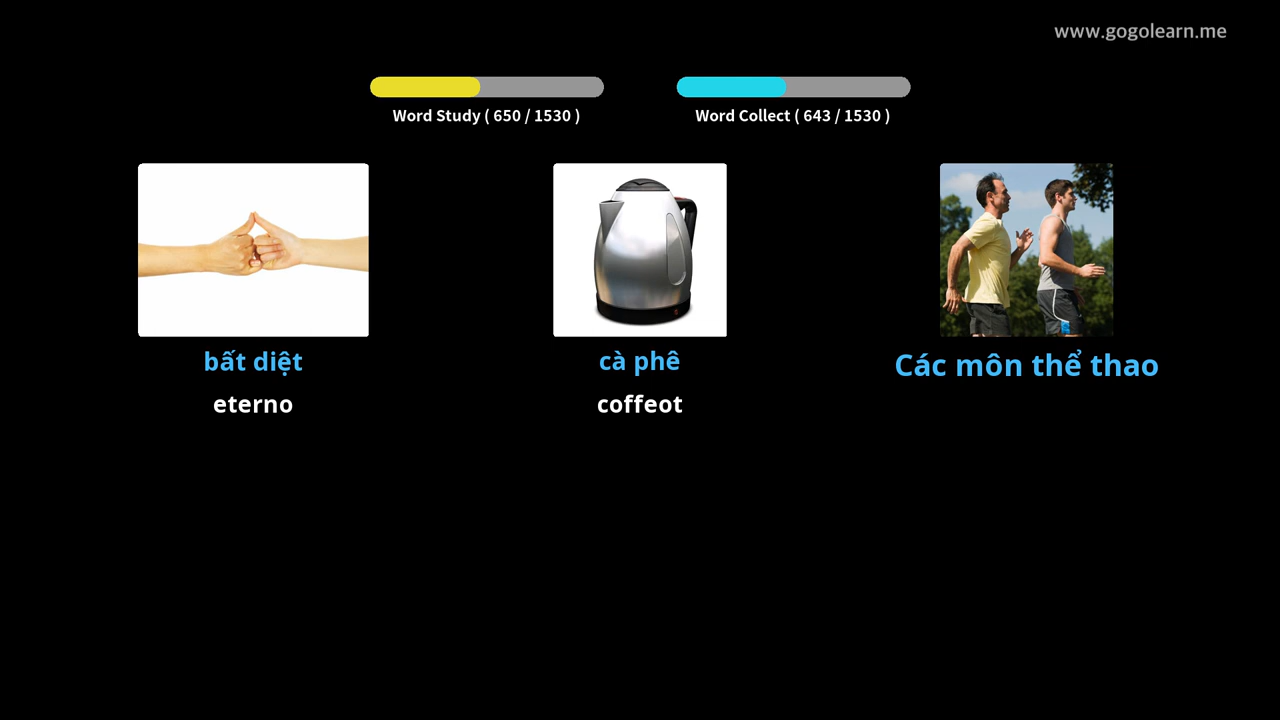 www.gogolearn.me
Word Study ( 650 / 1530 )
Word Collect ( 643 / 1530 )
bất diệt
cà phê
Các môn thể thao
eterno
coffeot